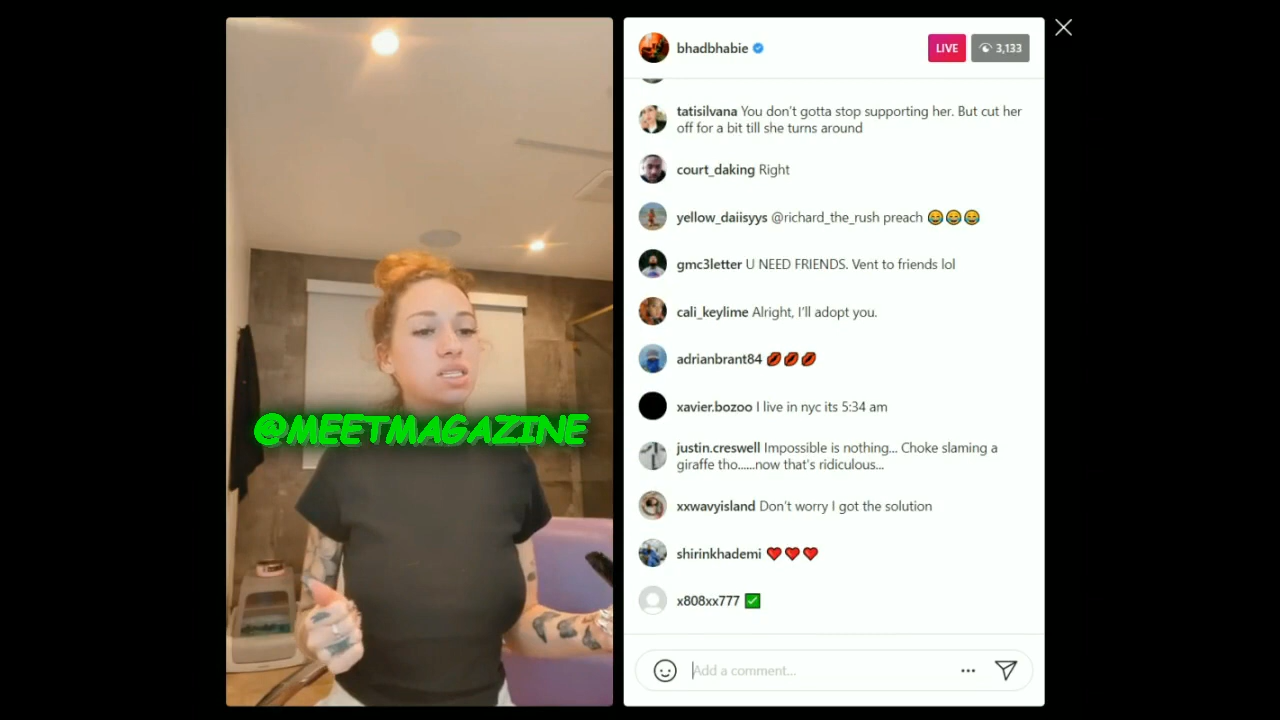 bhadbhabie
LIVE
3,133
tatisilvana You don't gotta stop supporting her. But cut her
off for a bit till she turns around
court_daking Right
yellow_daiisyys @richard_the_rush preach 😂😂😂
gmc3letter U NEED FRIENDS. Vent to friends lol
cali_keylime Alright, I'll adopt you.
adrianbrant84 💋💋💋
xavier.bozoo I live in nyc its 5:34 am
justin.creswell Impossible is nothing... Choke slaming a
giraffe tho......now that's ridiculous...
xxwavyisland Don't worry I got the solution
shirinkhademi ❤️❤️❤️
x808xx777 ✅
Add a comment...
@MEETMAGAZINE